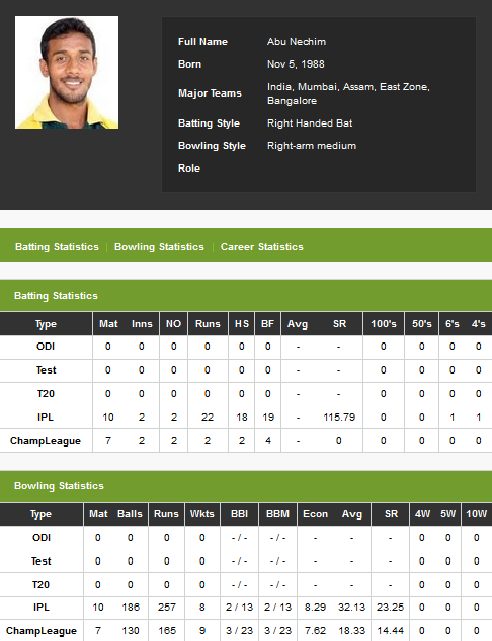 Full Name Abu Nechim
Born Nov 5, 1988
Major Teams India, Mumbai, Assam, East Zone,
Bangalore
Batting Style Right Handed Bat
Bowling Style Right-arm medium
Role
Batting Statistics | Bowling Statistics | Career Statistics
Batting Statistics
Type Mat Inns NO Runs HS BF Avg SR 100's 50's 6's 4's
ODI 0 0 0 0 0 0 - - 0 0 0 0
Test 0 0 0 0 0 0 - - 0 0 0 0
T20 0 0 0 0 0 0 - - 0 0 0 0
IPL 10 2 2 22 18 19 - 115.79 0 0 1 1
ChampLeague 7 2 2 2 2 4 - 0 0 0 0 0
Bowling Statistics
Type Mat Balls Runs Wkts BBI BBM Econ Avg SR 4W 5W 10W
ODI 0 0 0 0 - / - - / - - - - 0 0 0
Test 0 0 0 0 - / - - / - - - - 0 0 0
T20 0 0 0 0 - / - - / - - - - 0 0 0
IPL 10 186 257 8 2 / 13 2 / 13 8.29 32.13 23.25 0 0 0
ChampLeague 7 130 165 9 3 / 23 3 / 23 7.62 18.33 14.44 0 0 0